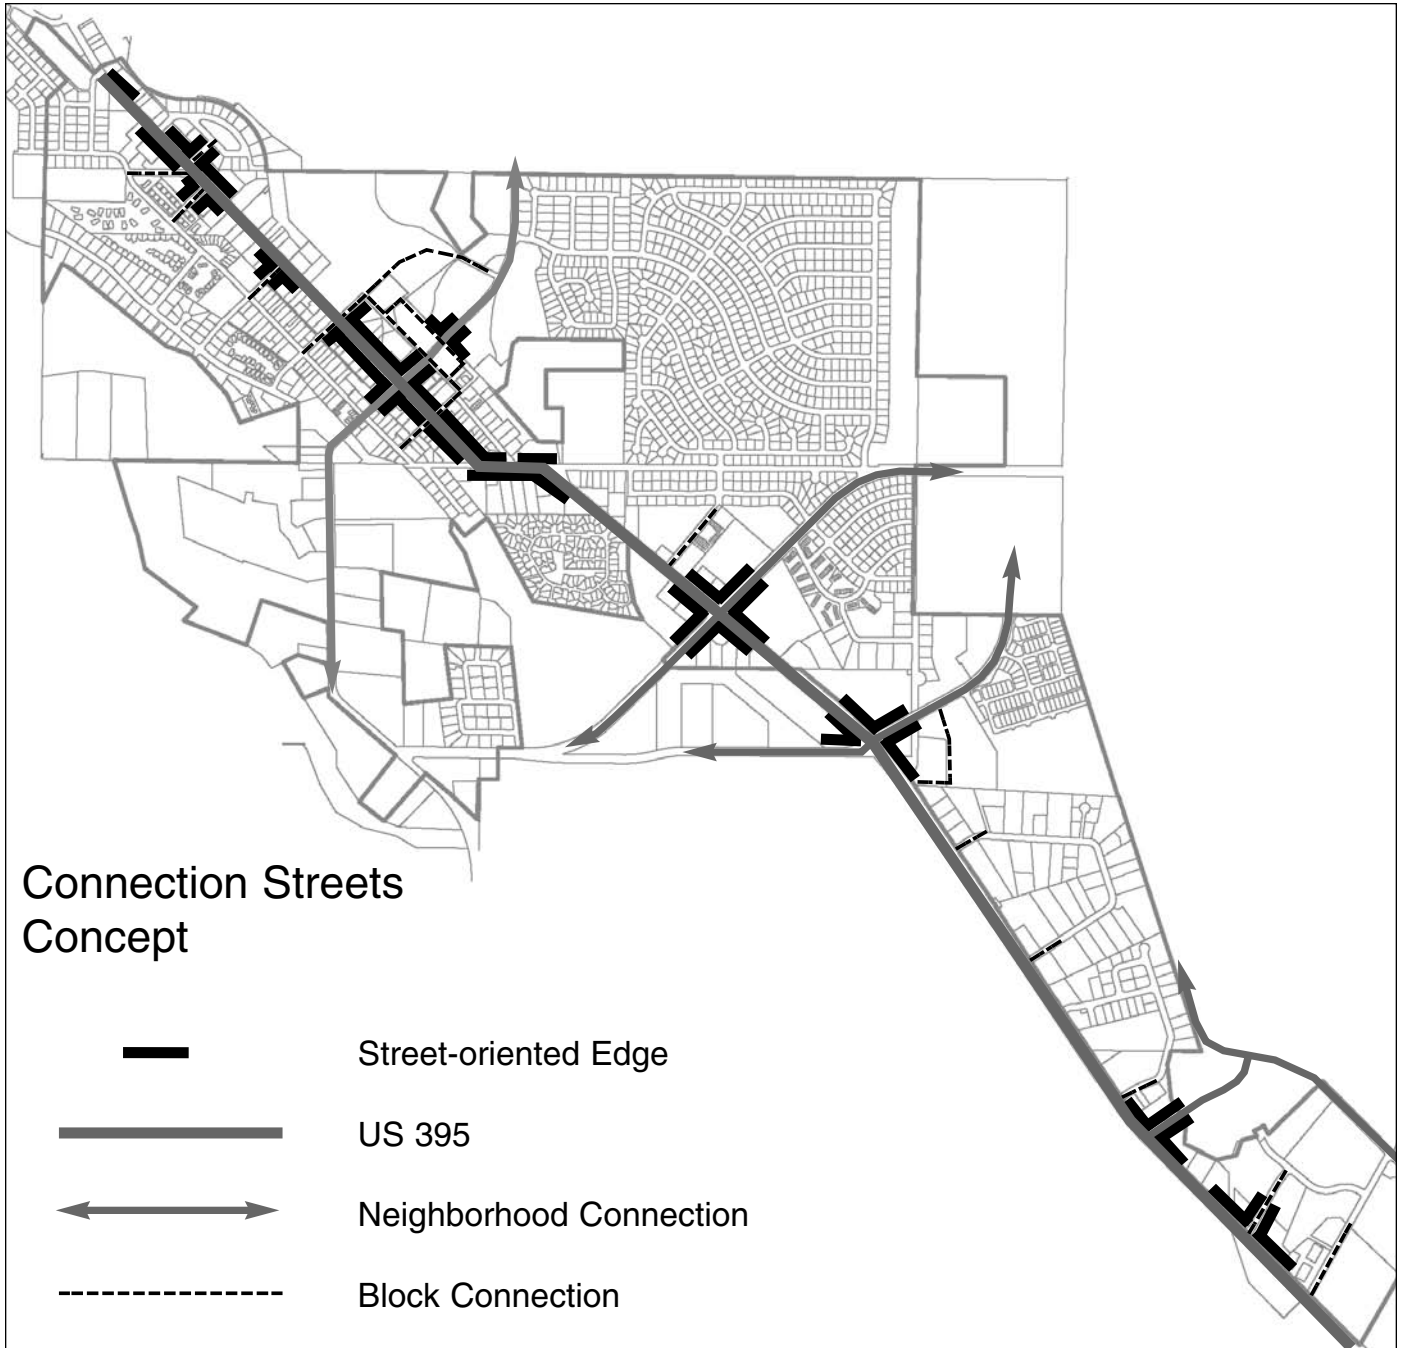 Connection Streets
Concept
Street-oriented Edge
US 395
Neighborhood Connection
Block Connection